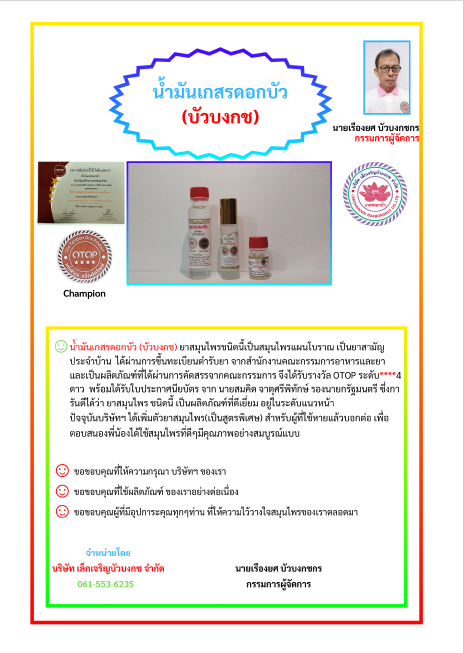 น้ำมันเกสรดอกบัว
(บัวบงกช)
นายเรืองยศ บัวบงกชกร
กรรมการผู้จัดการ
OTOP
Champion
น้ำมันเกสรดอกบัว (บัวบงกช) ยาสมุนไพรชนิดนี้เป็นสมุนไพรแผนโบราณ เป็นยาสามัญ
ประจำบ้าน ได้ผ่านการขึ้นทะเบียนตำรับยา จากสำนักงานคณะกรรมการอาหารและยา
และเป็นผลิตภัณฑ์ที่ได้ผ่านการคัดสรรจากคณะกรรมการ จึงได้รับรางวัล OTOP ระดับ****4
ดาว พร้อมได้รับใบประกาศนียบัตร จาก นายสมคิด จาตุศรีพิทักษ์ รองนายกรัฐมนตรี ซึ่งกา
รันตีได้ว่า ยาสมุนไพร ชนิดนี้ เป็นผลิตภัณฑ์ที่ดีเยี่ยม อยู่ในระดับแนวหน้า
ปัจจุบันบริษัทฯ ได้เพิ่มตัวยาสมุนไพร(เป็นสูตรพิเศษ) สำหรับผู้ที่ใช้หายแล้วบอกต่อ เพื่อ
ตอบสนองพี่น้องได้ใช้สมุนไพรที่ดีๆมีคุณภาพอย่างสมบูรณ์แบบ
ขอขอบคุณที่ให้ความกรุณา บริษัทฯ ของเรา
ขอขอบคุณที่ใช้ผลิตภัณฑ์ ของเราอย่างต่อเนื่อง
ขอขอบคุณผู้ที่มีอุปการะคุณทุกๆท่าน ที่ให้ความไว้วางใจสมุนไพรของเราตลอดมา
จำหน่ายโดย
บริษัท เล็กเจริญบัวบงกช จำกัด
นายเรืองยศ บัวบงกชกร
061-553-6235
กรรมการผู้จัดการ